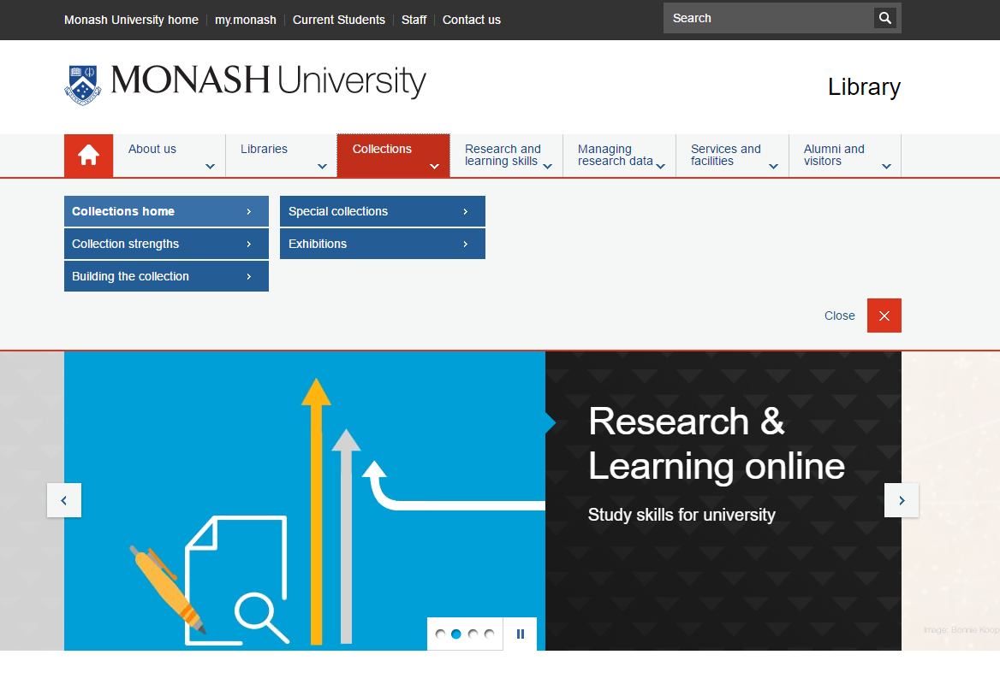 Monash University home my.monash Current Students Staff Contact us Search
MONASH University
Library
About us
Libraries
Collections
Research and
learning skills
Managing
research data
Services and
facilities
Alumni and
visitors
Collections home
Special collections
Collection strengths
Exhibitions
Building the collection
Close
Research &
Learning online
Study skills for university
Image: Bonnie Koop